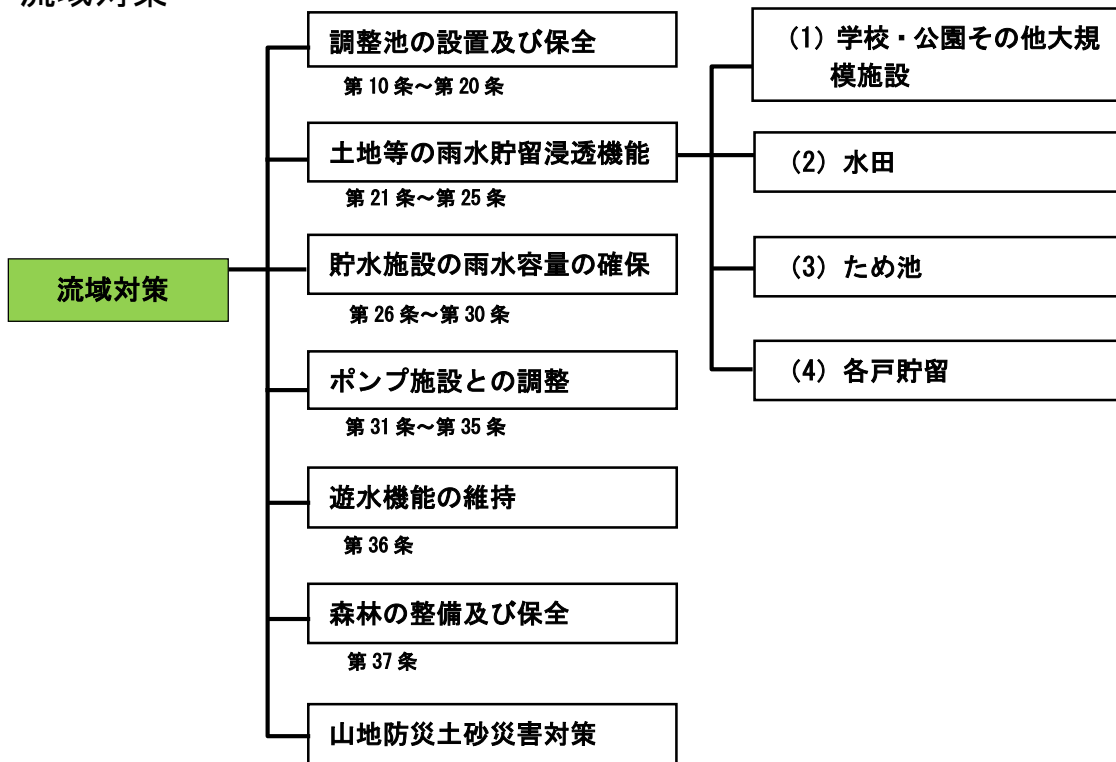 流域対策
調整池の設置及び保全
第10条～第20条
土地等の雨水貯留浸透機能
第21条～第25条
貯水施設の雨水容量の確保
第26条～第30条
ポンプ施設との調整
第31条～第35条
遊水機能の維持
第36条
森林の整備及び保全
第37条
山地防災土砂災害対策
流域対策
(1) 学校・公園その他大規
模施設
(2) 水田
(3) ため池
(4) 各戸貯留